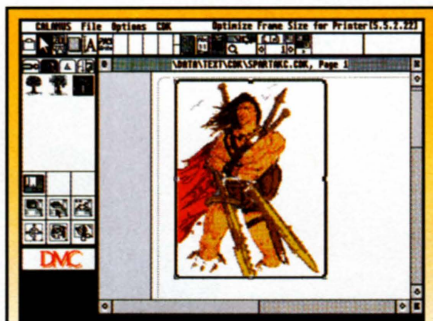 CALAMUS File Options CDK Optimize Frame Size for Printer(5.5.2.22)
\DATA\TEXT\CDK\SPARTAKC.CDK, Page 1
DMC